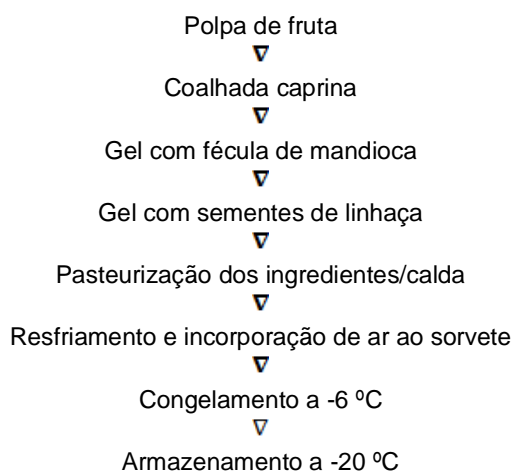 Polpa de fruta
Coalhada caprina
Gel com fécula de mandioca
Gel com sementes de linhaça
Pasteurização dos ingredientes/calda
Resfriamento e incorporação de ar ao sorvete
Congelamento a -6 ºC
Armazenamento a -20 ºC